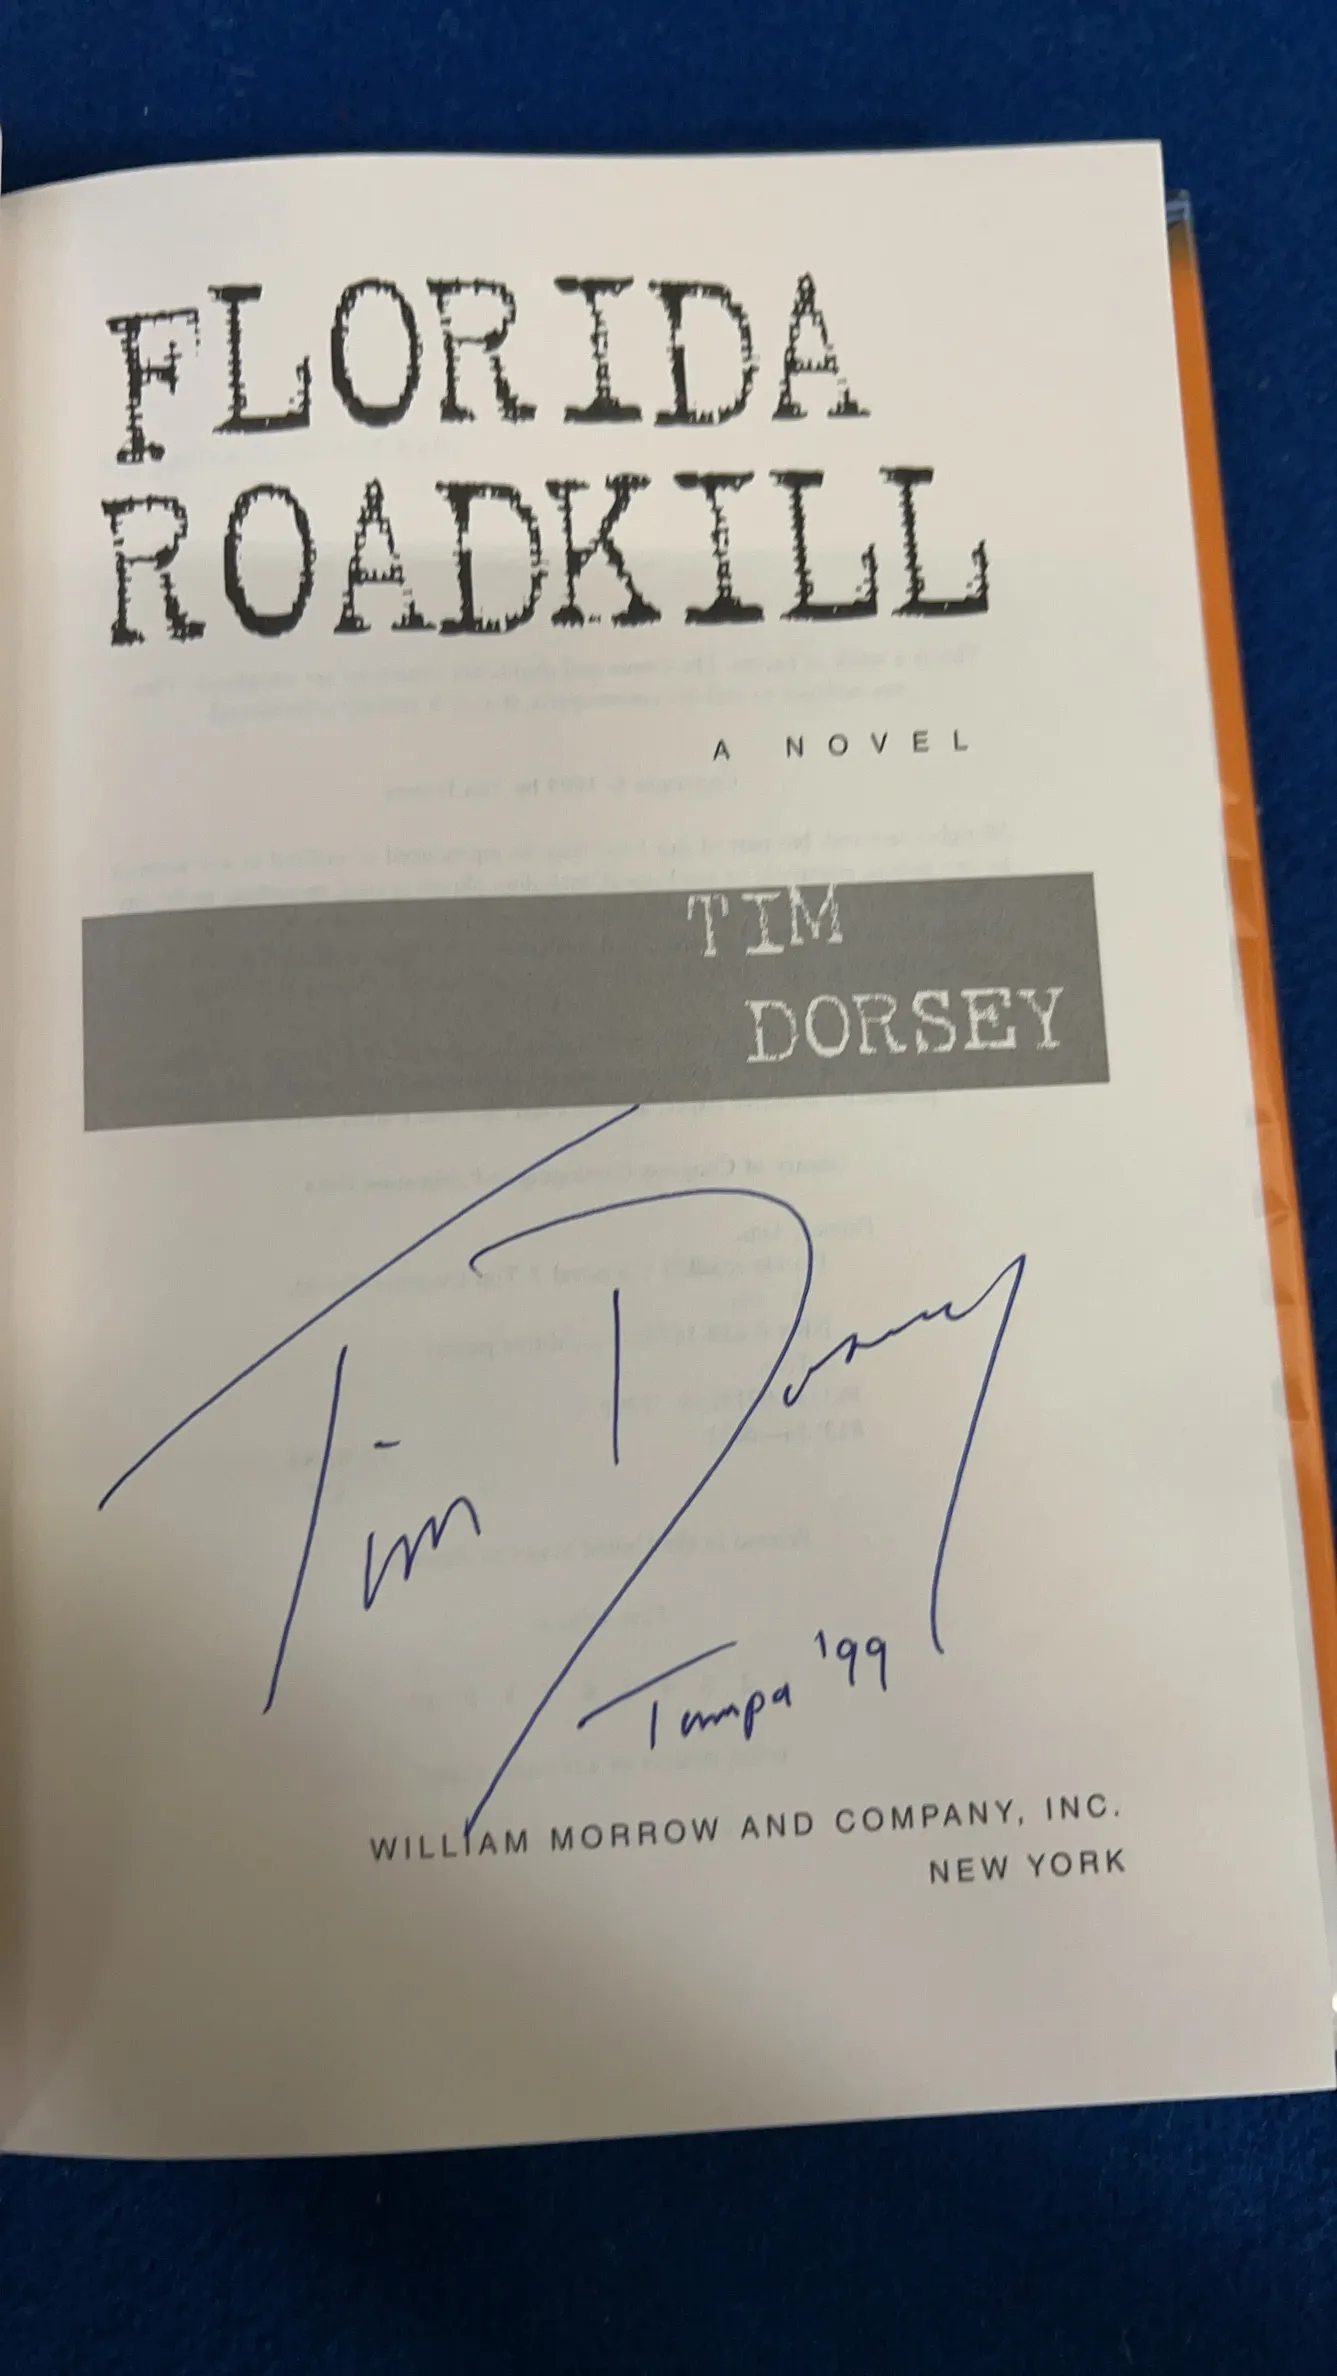 FLORIDA
ROADKILL
A NOVEL
TIM
DORSEY
Tim Dorsey
Tampa '99
WILLIAM MORROW AND COMPANY, INC.
NEW YORK